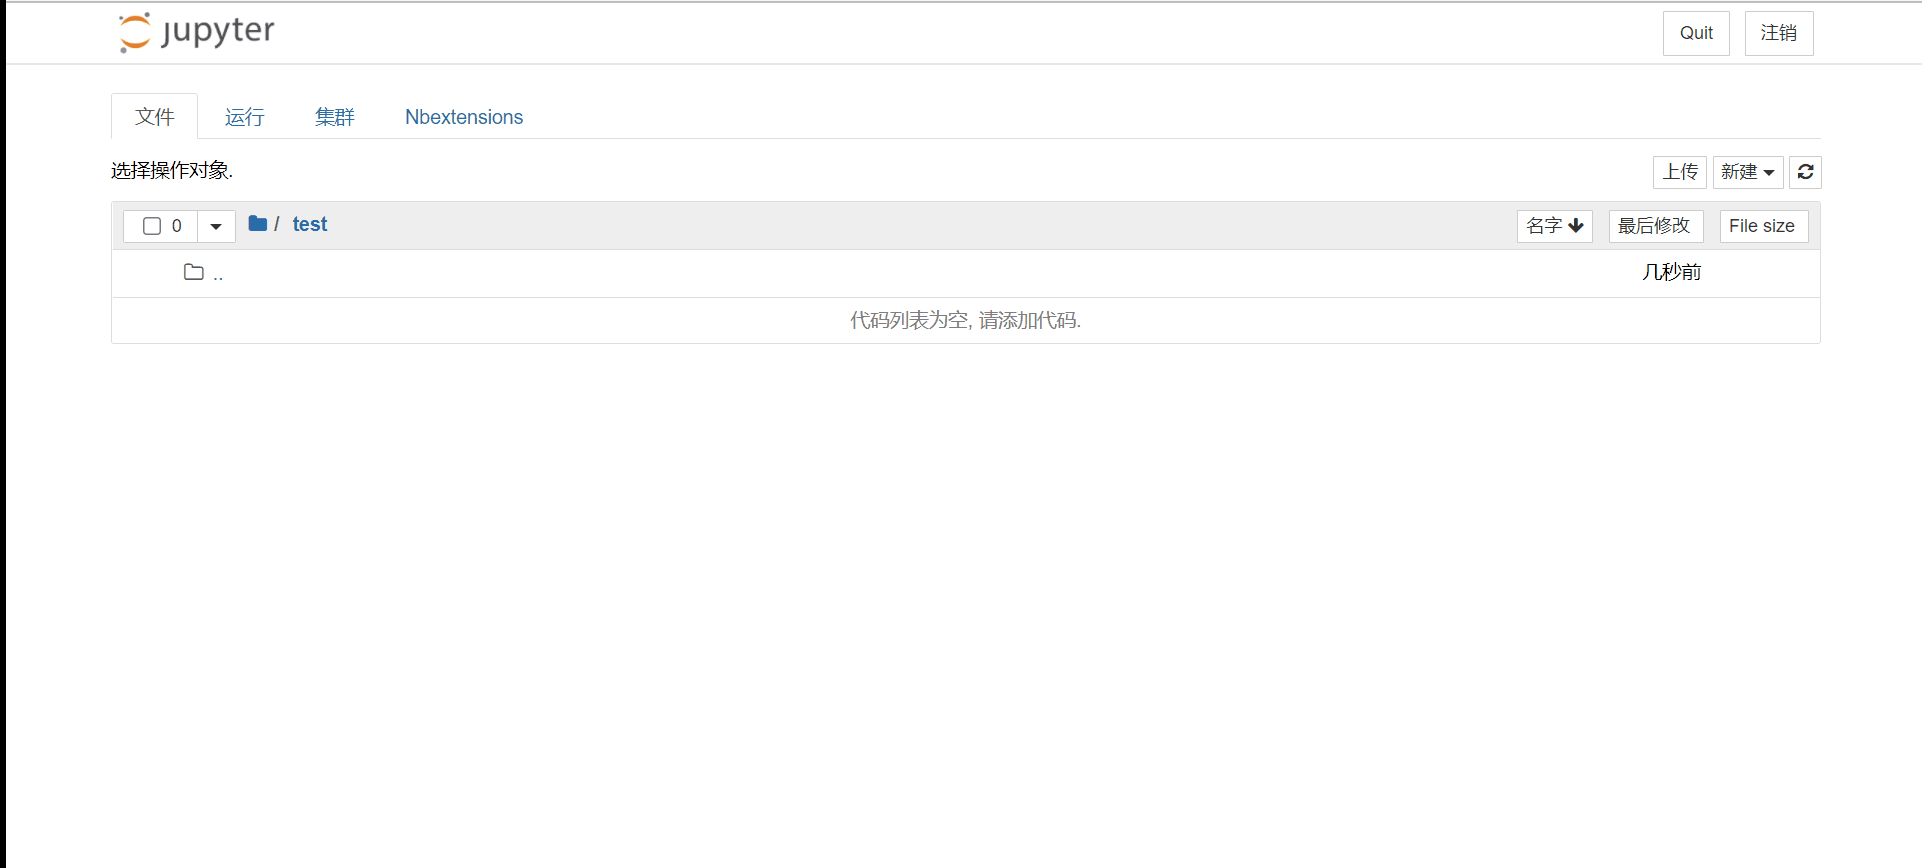 jupyter Quit 注销
文件 运行 集群 Nbextensions
选择操作对象. 上传 新建
0 / test 名字 最后修改 File size
.. 几秒前
代码列表为空, 请添加代码.